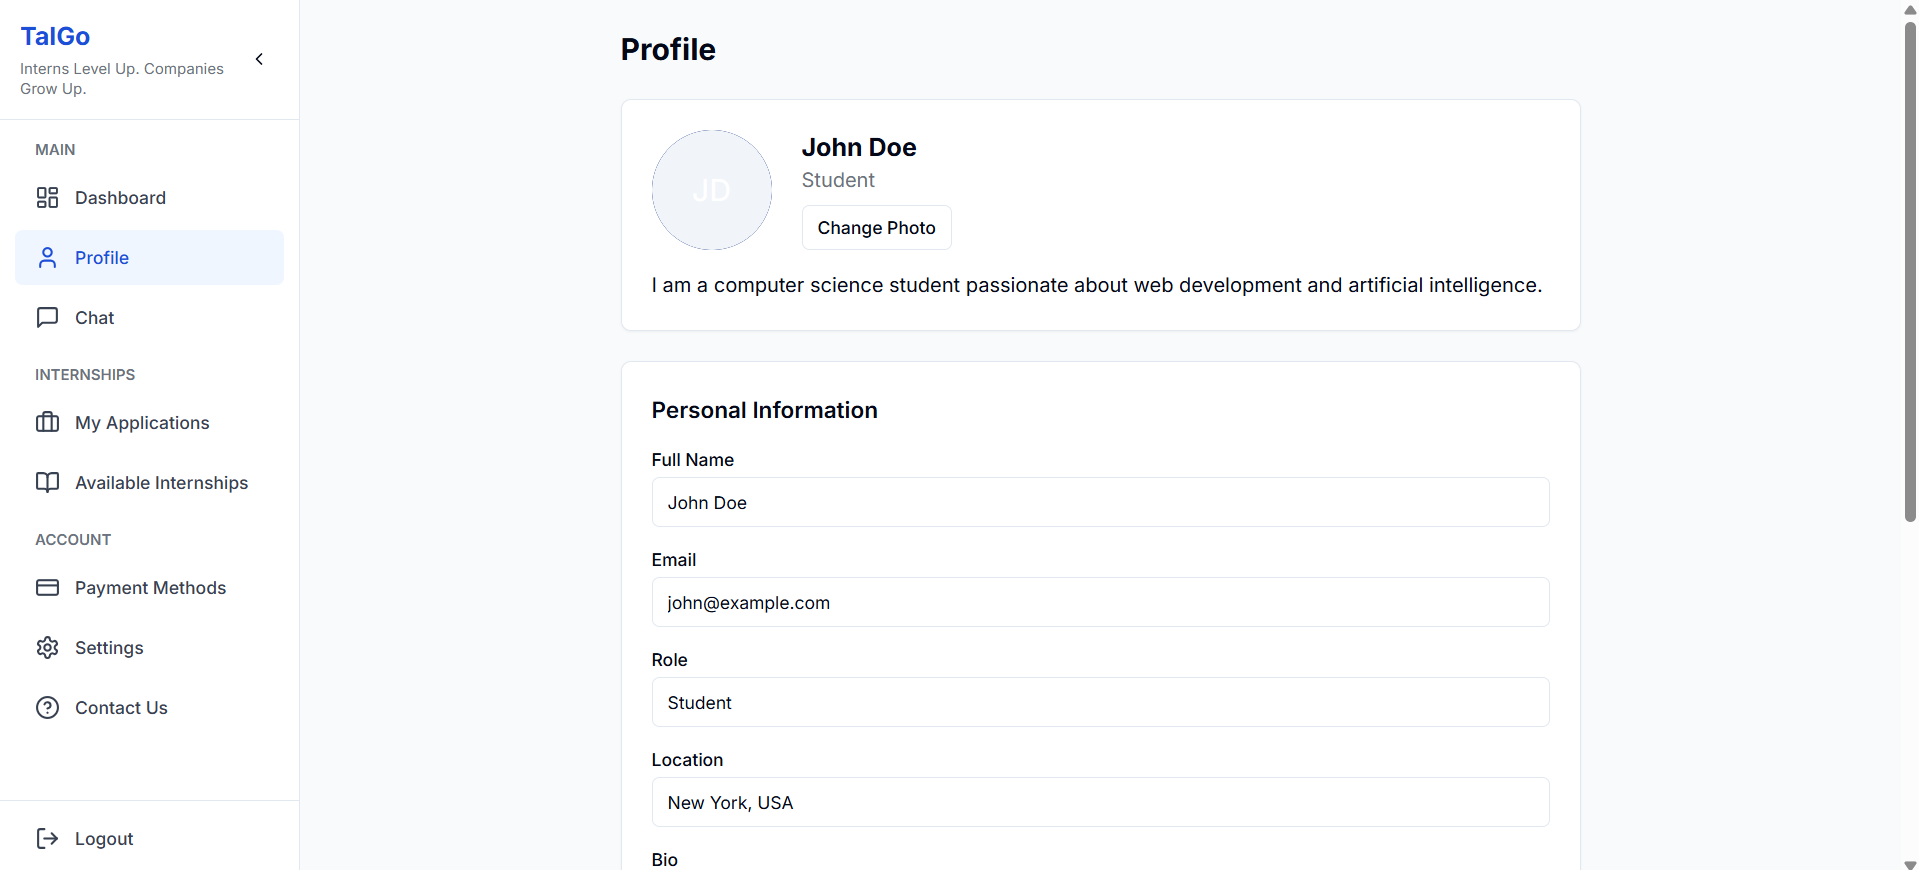 TalGo
Interns Level Up. Companies
Grow Up.
MAIN
Dashboard
Profile
Chat
INTERNSHIPS
My Applications
Available Internships
ACCOUNT
Payment Methods
Settings
Contact Us
Logout
Profile
JD
John Doe
Student
Change Photo
I am a computer science student passionate about web development and artificial intelligence.
Personal Information
Full Name
John Doe
Email
john@example.com
Role
Student
Location
New York, USA
Bio